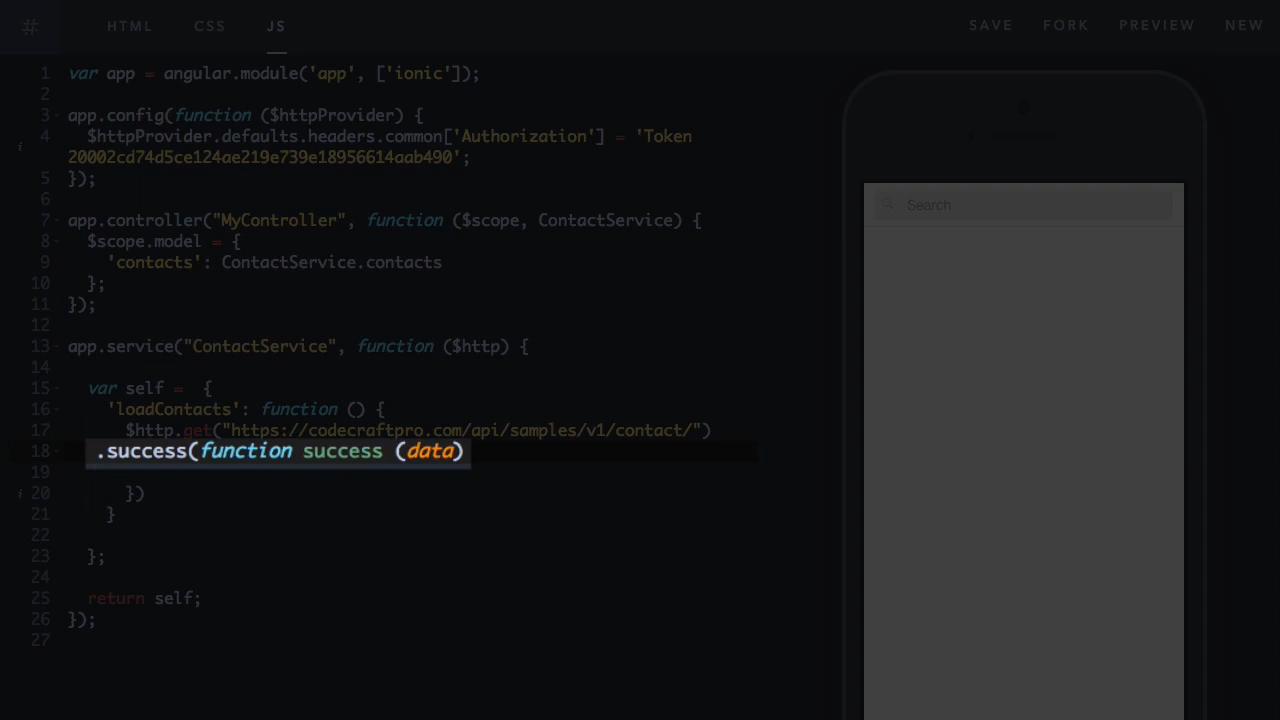 # HTML CSS JS SAVE FORK PREVIEW NEW
1 var app = angular.module('app', ['ionic']);
2
3 app.config(function ($httpProvider) {
4 $httpProvider.defaults.headers.common['Authorization'] = 'Token
20002cd74d5ce124ae219e739e18956614aab490';
5 });
6
7 app.controller("MyController", function ($scope, ContactService) {
8 $scope.model = {
9 'contacts': ContactService.contacts
10 };
11 });
12
13 app.service("ContactService", function ($http) {
14
15 var self = {
16 'loadContacts': function () {
17 $http.get("https://codecraftpro.com/api/samples/v1/contact/")
18 .success(function success (data)
19
20 })
21 }
22
23 };
24
25 return self;
26 });
27
Search